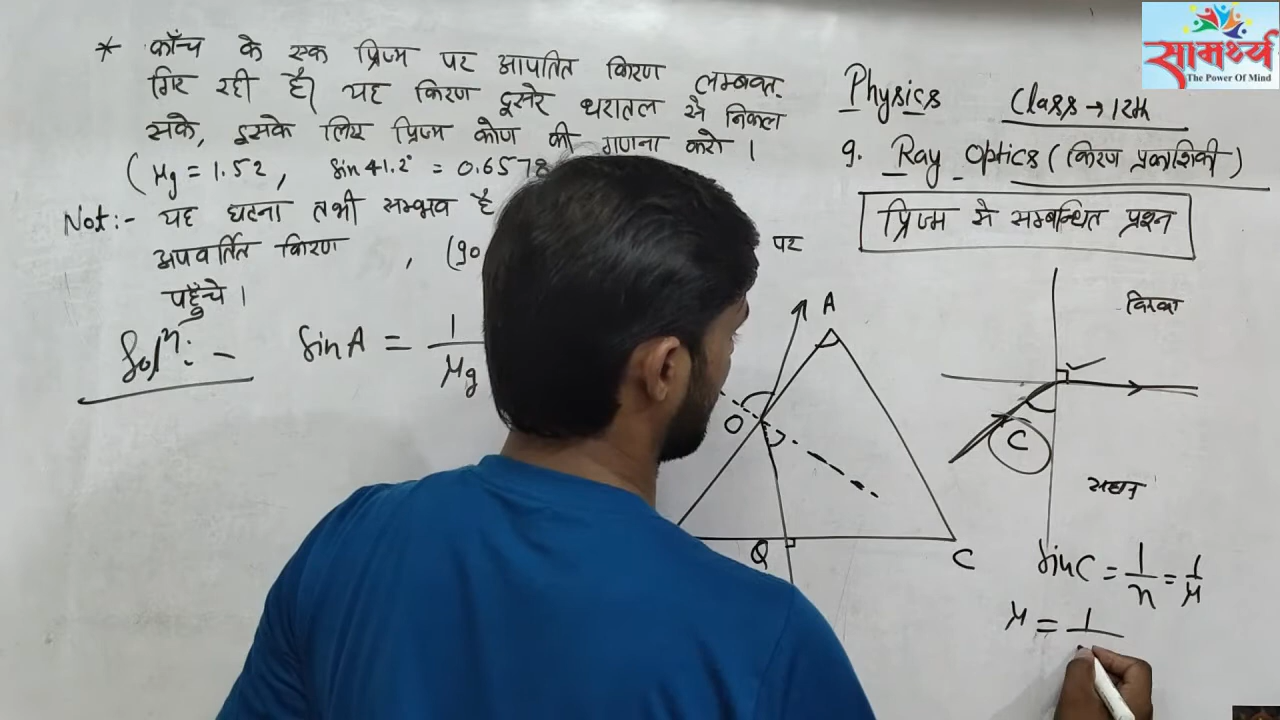 * काँच के एक प्रिज्म पर आपतित किरण लम्बवत्
गिर रही है। यह किरण दूसरे धरातल से निकल
सके, इसके लिए प्रिज्म कोण की गणना करो।
(μg = 1.52, Sin 41.2° = 0.6578
Not:- यह घटना तभी सम्भव है
अपवर्तित किरण , (90 पर
पहुँचे।
Solⁿ: - SinA = 1/μg
A
O
Q
C
सामर्थ्य
The Power Of Mind
Physics Class → 12th
9. Ray Optics (किरण प्रकाशिकी)
प्रिज्म से सम्बन्धित प्रश्न
C
सघन
SinC = 1/n = 1/μ
μ = 1